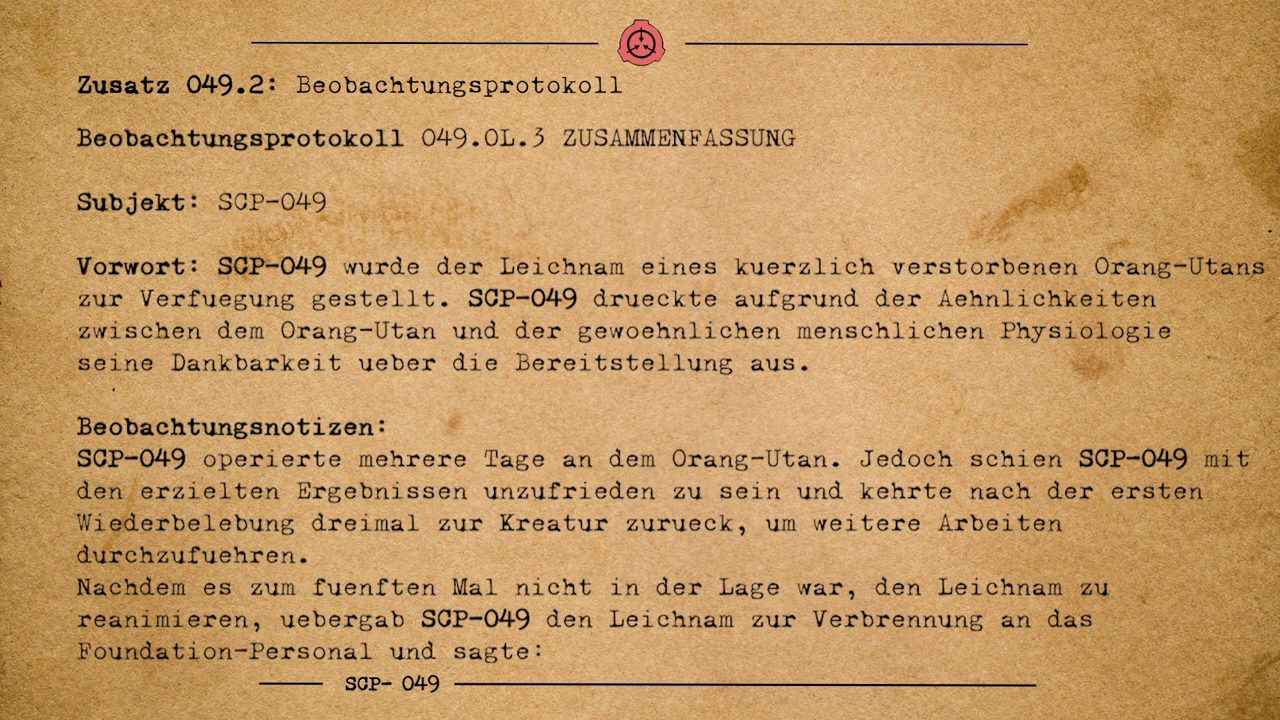 Zusatz 049.2: Beobachtungsprotokoll
Beobachtungsprotokoll 049.OL.3 ZUSAMMENFASSUNG
Subjekt: SCP-049
Vorwort: SCP-049 wurde der Leichnam eines kuerzlich verstorbenen Orang-Utans
zur Verfuegung gestellt. SCP-049 drueckte aufgrund der Aehnlichkeiten
zwischen dem Orang-Utan und der gewoehnlichen menschlichen Physiologie
seine Dankbarkeit ueber die Bereitstellung aus.
Beobachtungsnotizen:
SCP-049 operierte mehrere Tage an dem Orang-Utan. Jedoch schien SCP-049 mit
den erzielten Ergebnissen unzufrieden zu sein und kehrte nach der ersten
Wiederbelebung dreimal zur Kreatur zurueck, um weitere Arbeiten
durchzufuehren.
Nachdem es zum fuenften Mal nicht in der Lage war, den Leichnam zu
reanimieren, uebergab SCP-049 den Leichnam zur Verbrennung an das
Foundation-Personal und sagte:
SCP- 049